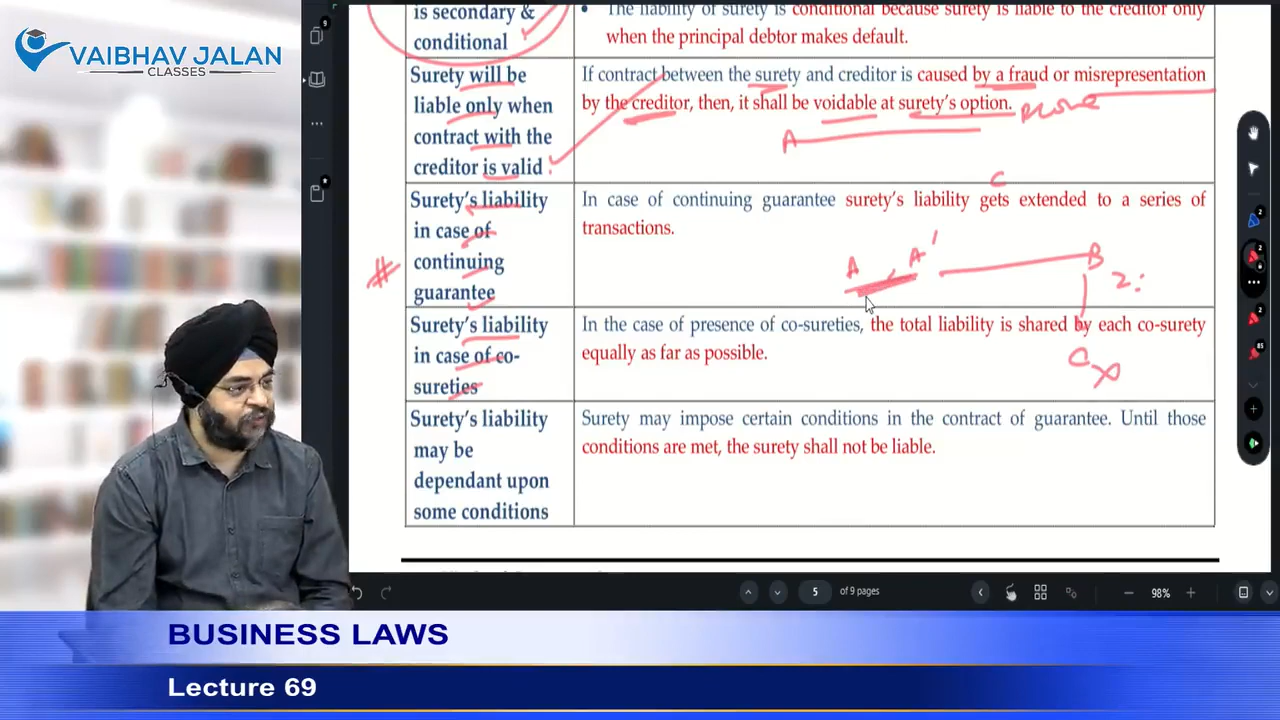 VAIBHAV JALAN
CLASSES
is secondary &
conditional
The liability of surety is conditional because surety is liable to the creditor only
when the principal debtor makes default.
Surety will be
liable only when
contract with the
creditor is valid.
If contract between the surety and creditor is caused by a fraud or misrepresentation
by the creditor, then, it shall be voidable at surety's option.
A
Surety's liability
in case of
continuing
guarantee
C
In case of continuing guarantee surety's liability gets extended to a series of
transactions.
#
A A' B
2:
Surety's liability
in case of co-
sureties
In the case of presence of co-sureties, the total liability is shared by each co-surety
equally as far as possible.
C
Surety's liability
may be
dependant upon
some conditions
Surety may impose certain conditions in the contract of guarantee. Until those
conditions are met, the surety shall not be liable.
5 of 9 pages
98%
BUSINESS LAWS
Lecture 69